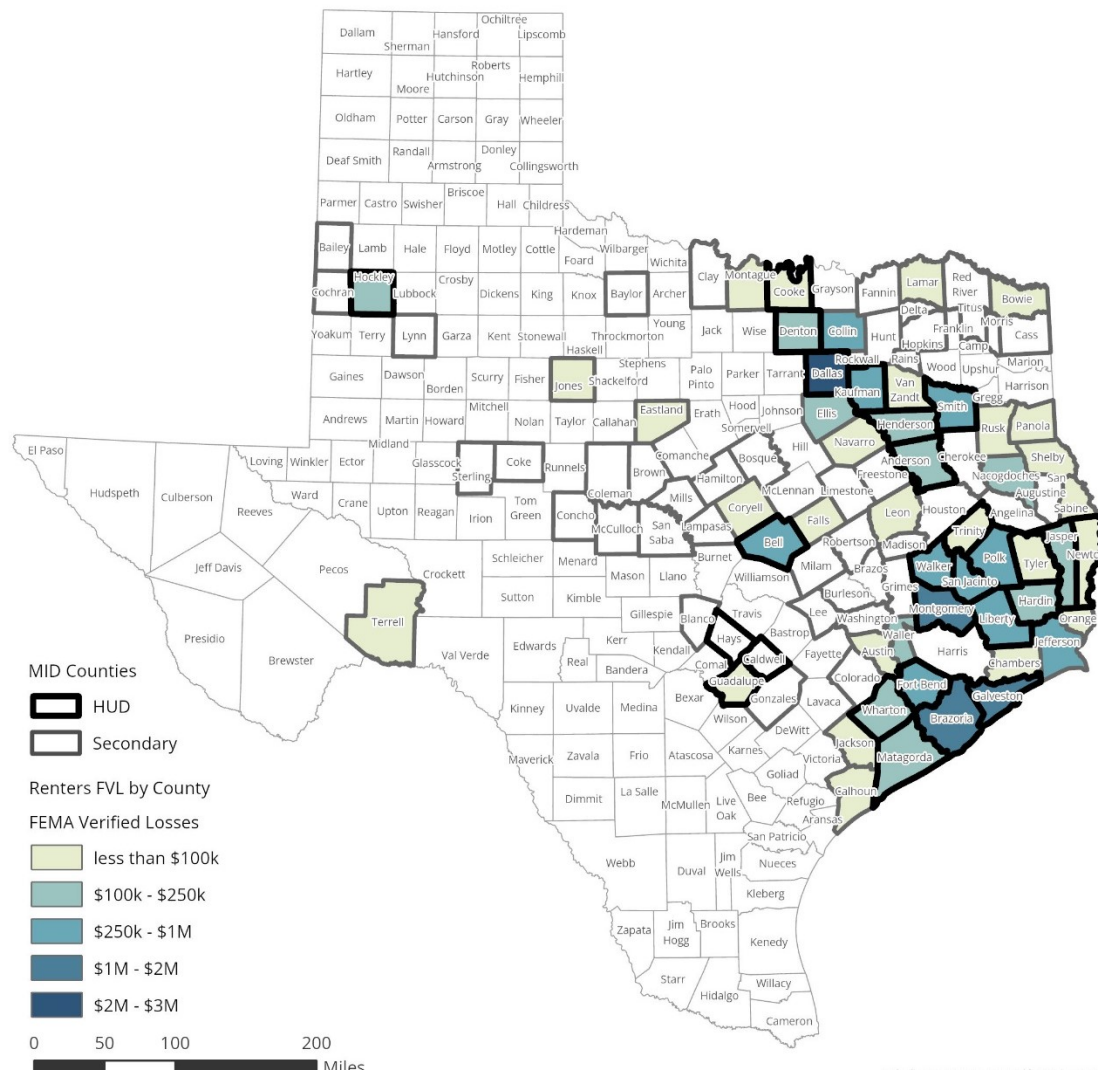 Ochiltree
Dallam
Sherman
Hansford
Lipscomb
Hartley
Moore
Hutchinson
Roberts
Hemphill
Oldham
Potter
Carson
Gray
Wheeler
Deaf Smith
Randall
Armstrong
Donley
Collingsworth
Parmer
Castro
Swisher
Briscoe
Hall
Childress
Hardeman
Bailey
Lamb
Hale
Floyd
Motley
Cottle
Foard
Wilbarger
Wichita
Clay
Montague
Cooke
Grayson
Fannin
Lamar
Red
River
Bowie
Cochran
Hockley
Lubbock
Crosby
Dickens
King
Knox
Baylor
Archer
Delta
Titus
Morris
Cass
Yoakum
Terry
Lynn
Garza
Kent
Stonewall
Haskell
Throckmorton
Young
Jack
Wise
Denton
Collin
Hunt
Hopkins
Franklin
Camp
Marion
Gaines
Dawson
Borden
Scurry
Fisher
Jones
Shackelford
Stephens
Palo
Pinto
Parker
Tarrant
Dallas
Rockwall
Kaufman
Rains
Van
Zandt
Wood
Upshur
Harrison
Gregg
Smith
Andrews
Martin
Howard
Mitchell
Nolan
Taylor
Callahan
Eastland
Erath
Hood
Somervell
Johnson
Ellis
Henderson
Rusk
Panola
El Paso
Hudspeth
Culberson
Loving
Winkler
Ector
Midland
Glasscock
Sterling
Coke
Runnels
Coleman
Brown
Comanche
Hamilton
Bosque
Hill
Navarro
Freestone
Anderson
Cherokee
Nacogdoches
Shelby
San
Augustine
Sabine
Reeves
Ward
Crane
Upton
Reagan
Irion
Tom
Green
Concho
McCulloch
San
Saba
Mills
Lampasas
Coryell
McLennan
Limestone
Falls
Leon
Houston
Angelina
Trinity
Jeff Davis
Pecos
Crockett
Schleicher
Menard
Mason
Llano
Burnet
Bell
Milam
Robertson
Madison
Brazos
Grimes
Walker
San Jacinto
Polk
Tyler
Jasper
Newto
Presidio
Brewster
Terrell
Val Verde
Sutton
Kimble
Gillespie
Blanco
Williamson
Travis
Lee
Burleson
Washington
Montgomery
Liberty
Hardin
Orange
Jefferson
Edwards
Real
Kerr
Bandera
Kendall
Comal
Hays
Caldwell
Bastrop
Fayette
Austin
Waller
Harris
Chambers
Kinney
Uvalde
Medina
Bexar
Guadalupe
Gonzales
Wilson
Lavaca
Colorado
Fort Bend
Wharton
Brazoria
Galveston
Maverick
Zavala
Frio
Atascosa
Karnes
DeWitt
Victoria
Jackson
Matagorda
Calhoun
Dimmit
La Salle
McMullen
Live
Oak
Bee
Goliad
Refugio
Aransas
San Patricio
Webb
Duval
Jim
Wells
Nueces
Kleberg
Zapata
Jim
Hogg
Brooks
Kenedy
Starr
Hidalgo
Willacy
Cameron
MID Counties
HUD
Secondary
Renters FVL by County
FEMA Verified Losses
less than $100k
$100k - $250k
$250k - $1M
$1M - $2M
$2M - $3M
0 50 100 200
Miles